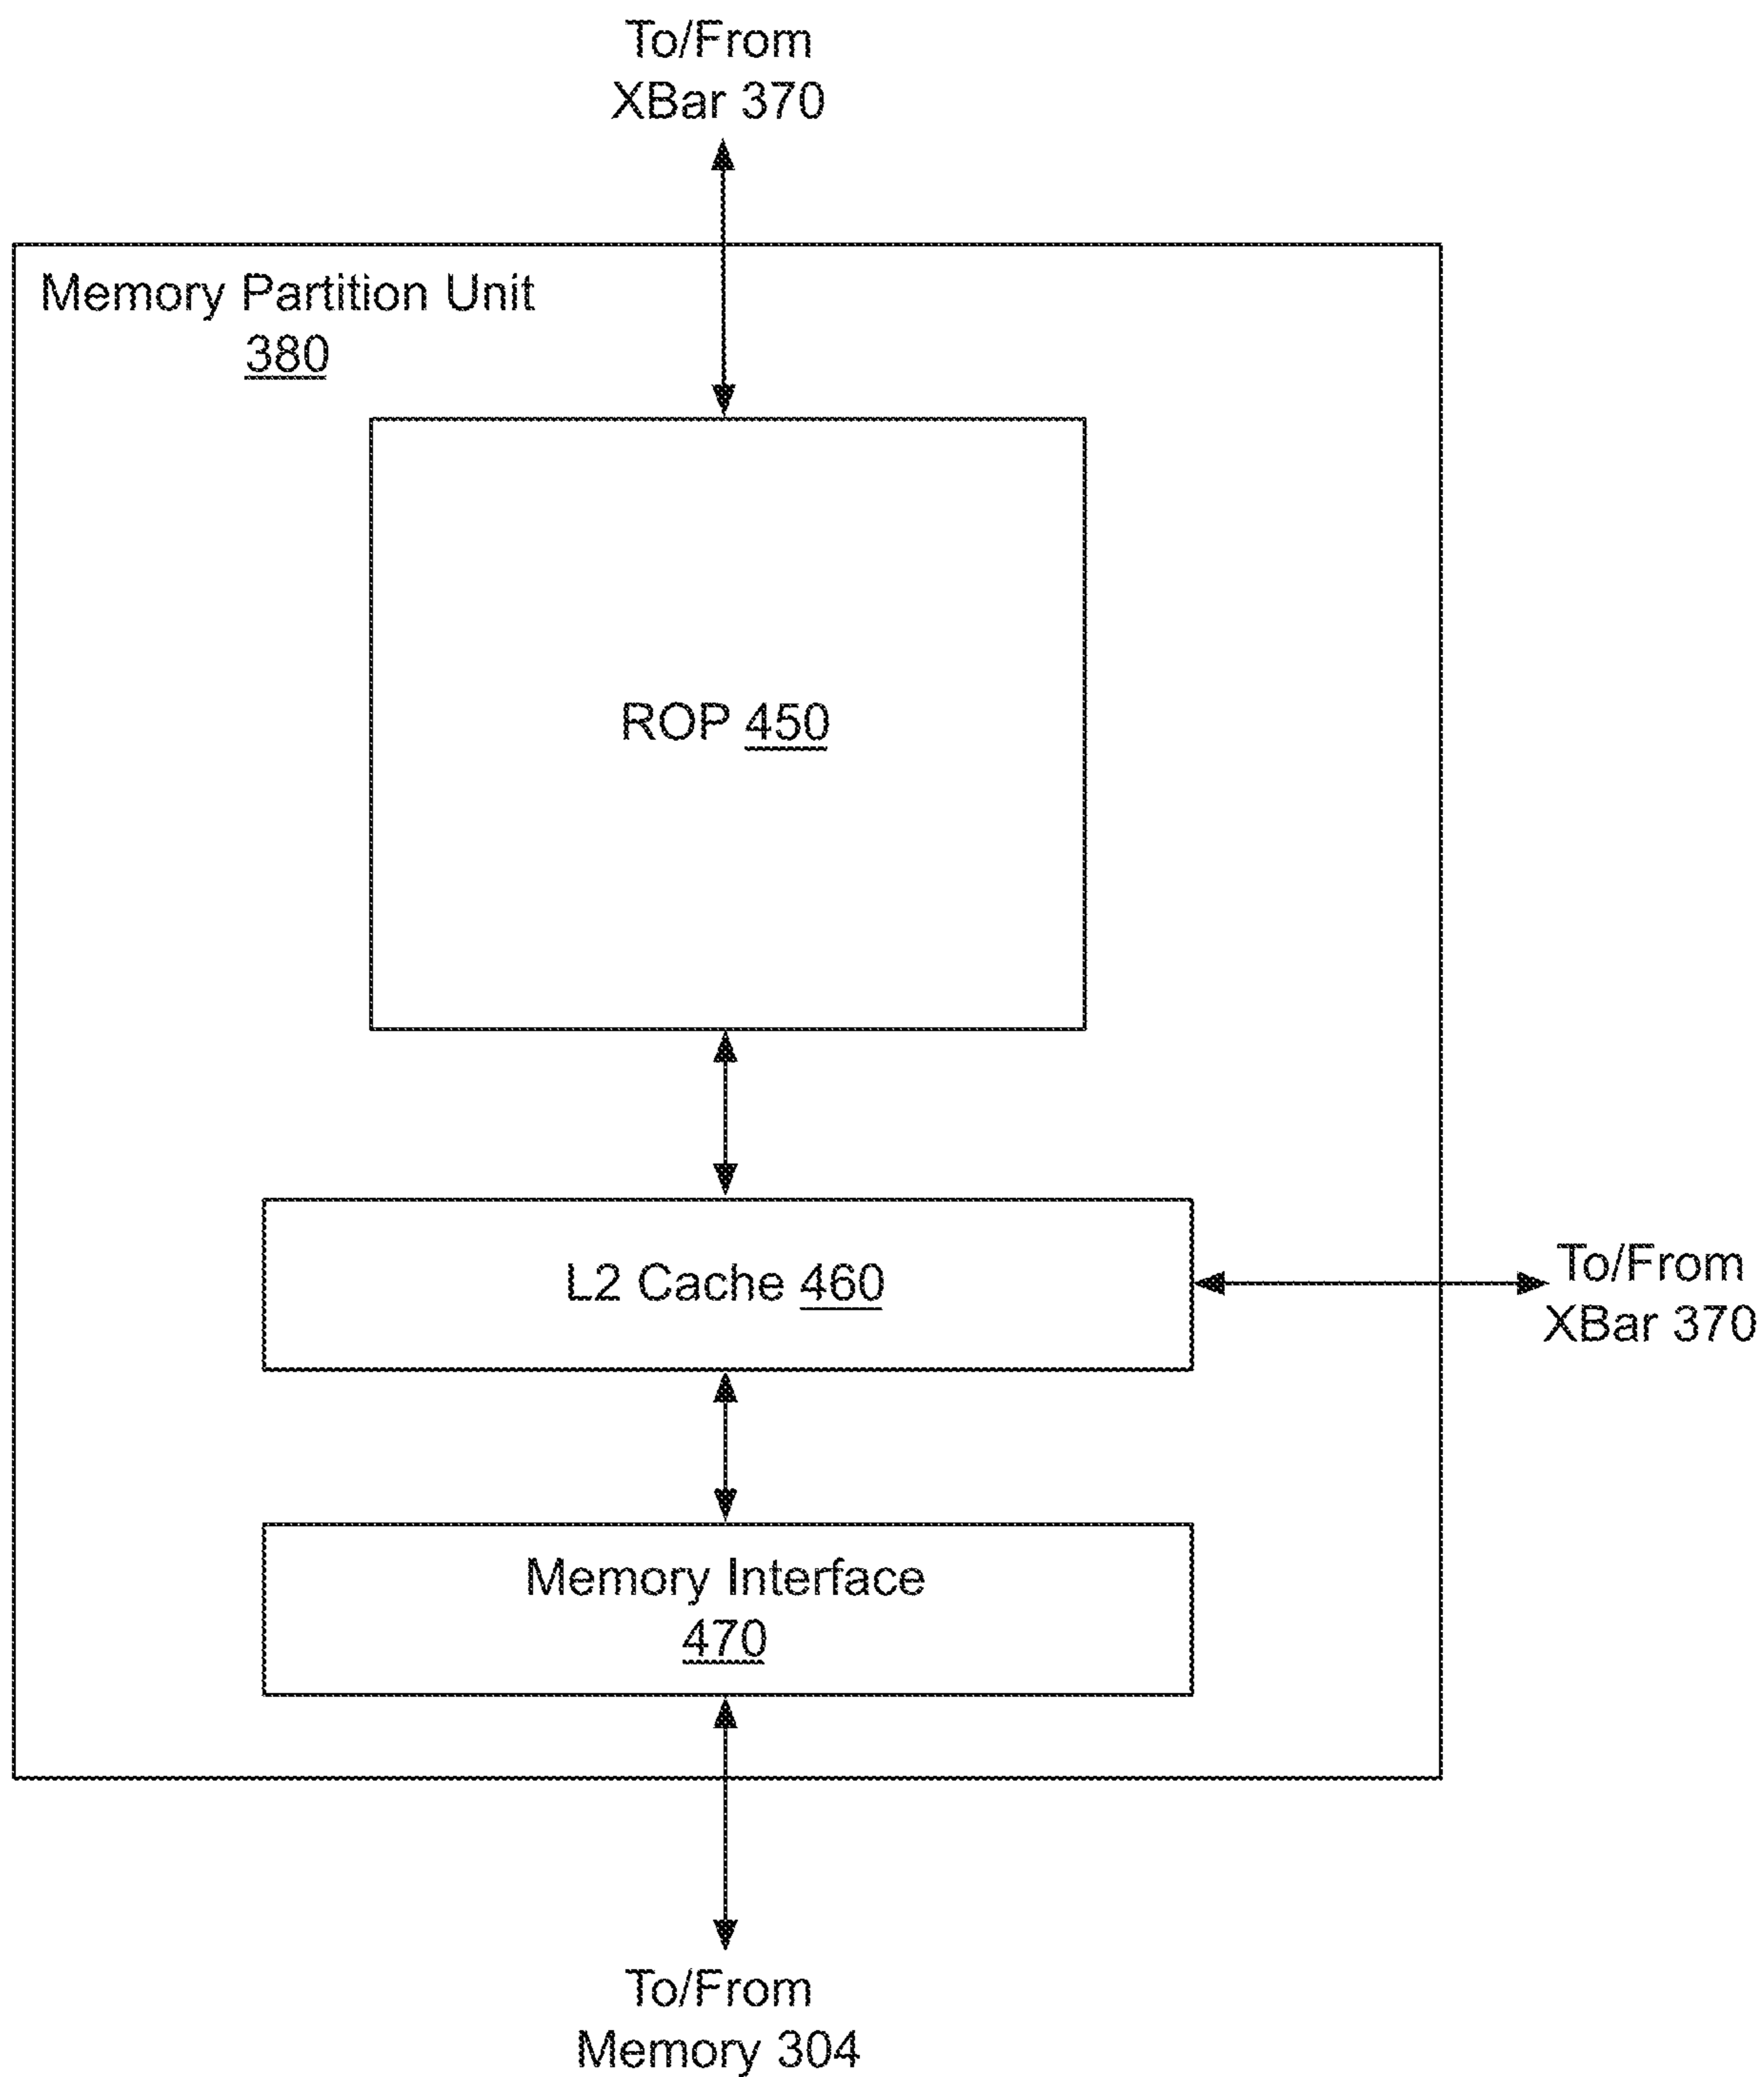 To/From
XBar 370
Memory Partition Unit
380
ROP 450
L2 Cache 460
To/From
XBar 370
Memory Interface
470
To/From
Memory 304